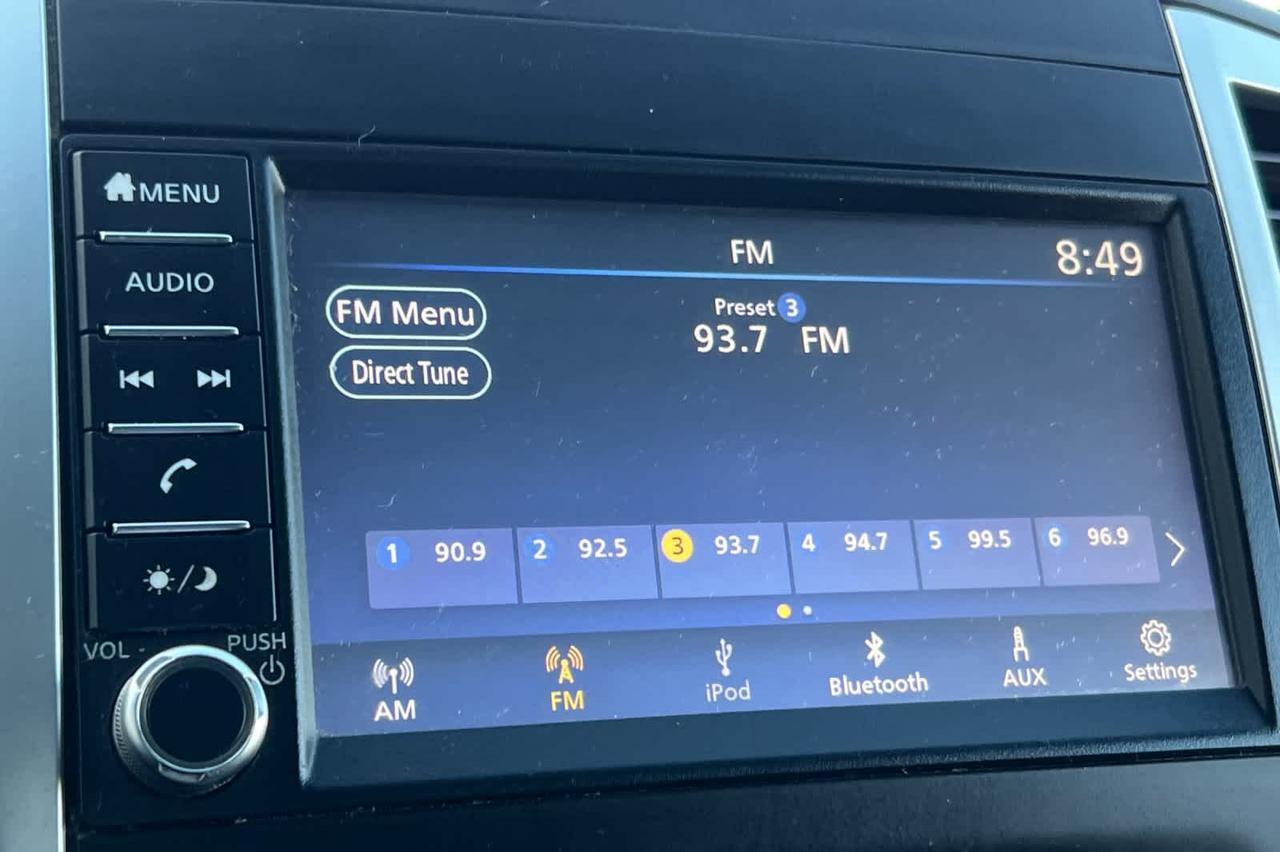 MENU
AUDIO
VOL -
PUSH
FM
8:49
FM Menu
Preset 3
93.7 FM
Direct Tune
1 90.9
2 92.5
3 93.7
4 94.7
5 99.5
6 96.9
AM
FM
iPod
Bluetooth
AUX
Settings